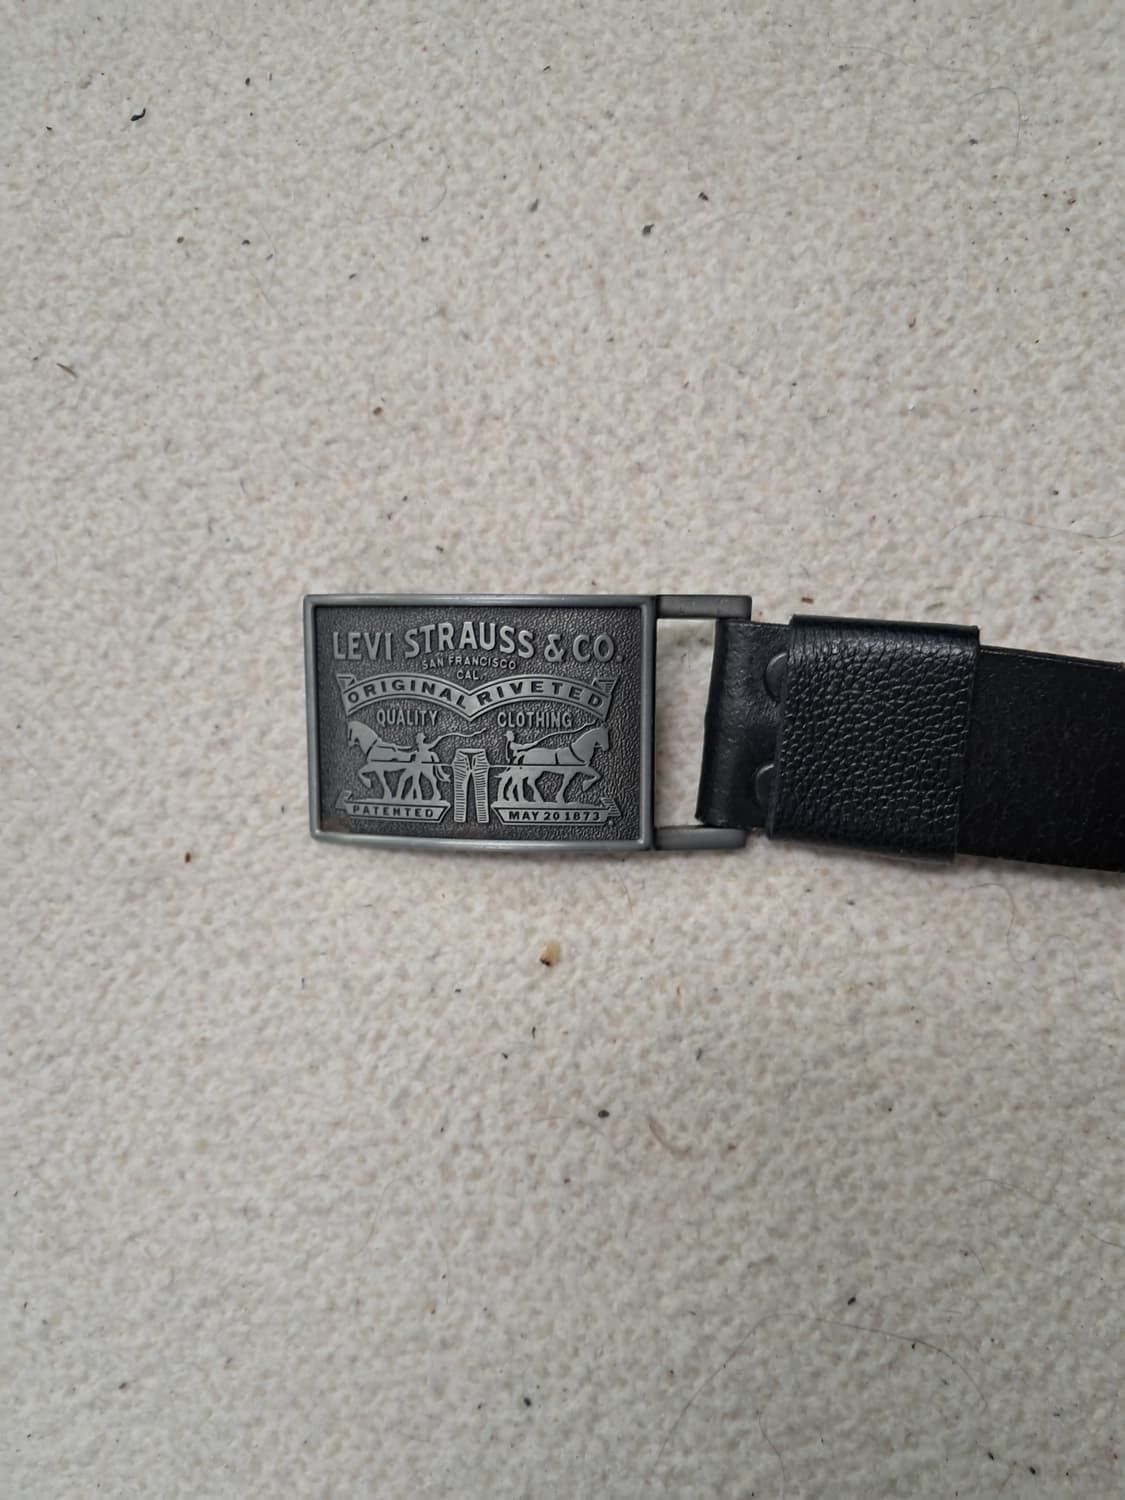 LEVI STRAUSS & CO.
SAN FRANCISCO
CAL.
ORIGINAL RIVETED
QUALITY CLOTHING
PATENTED MAY 20 1873